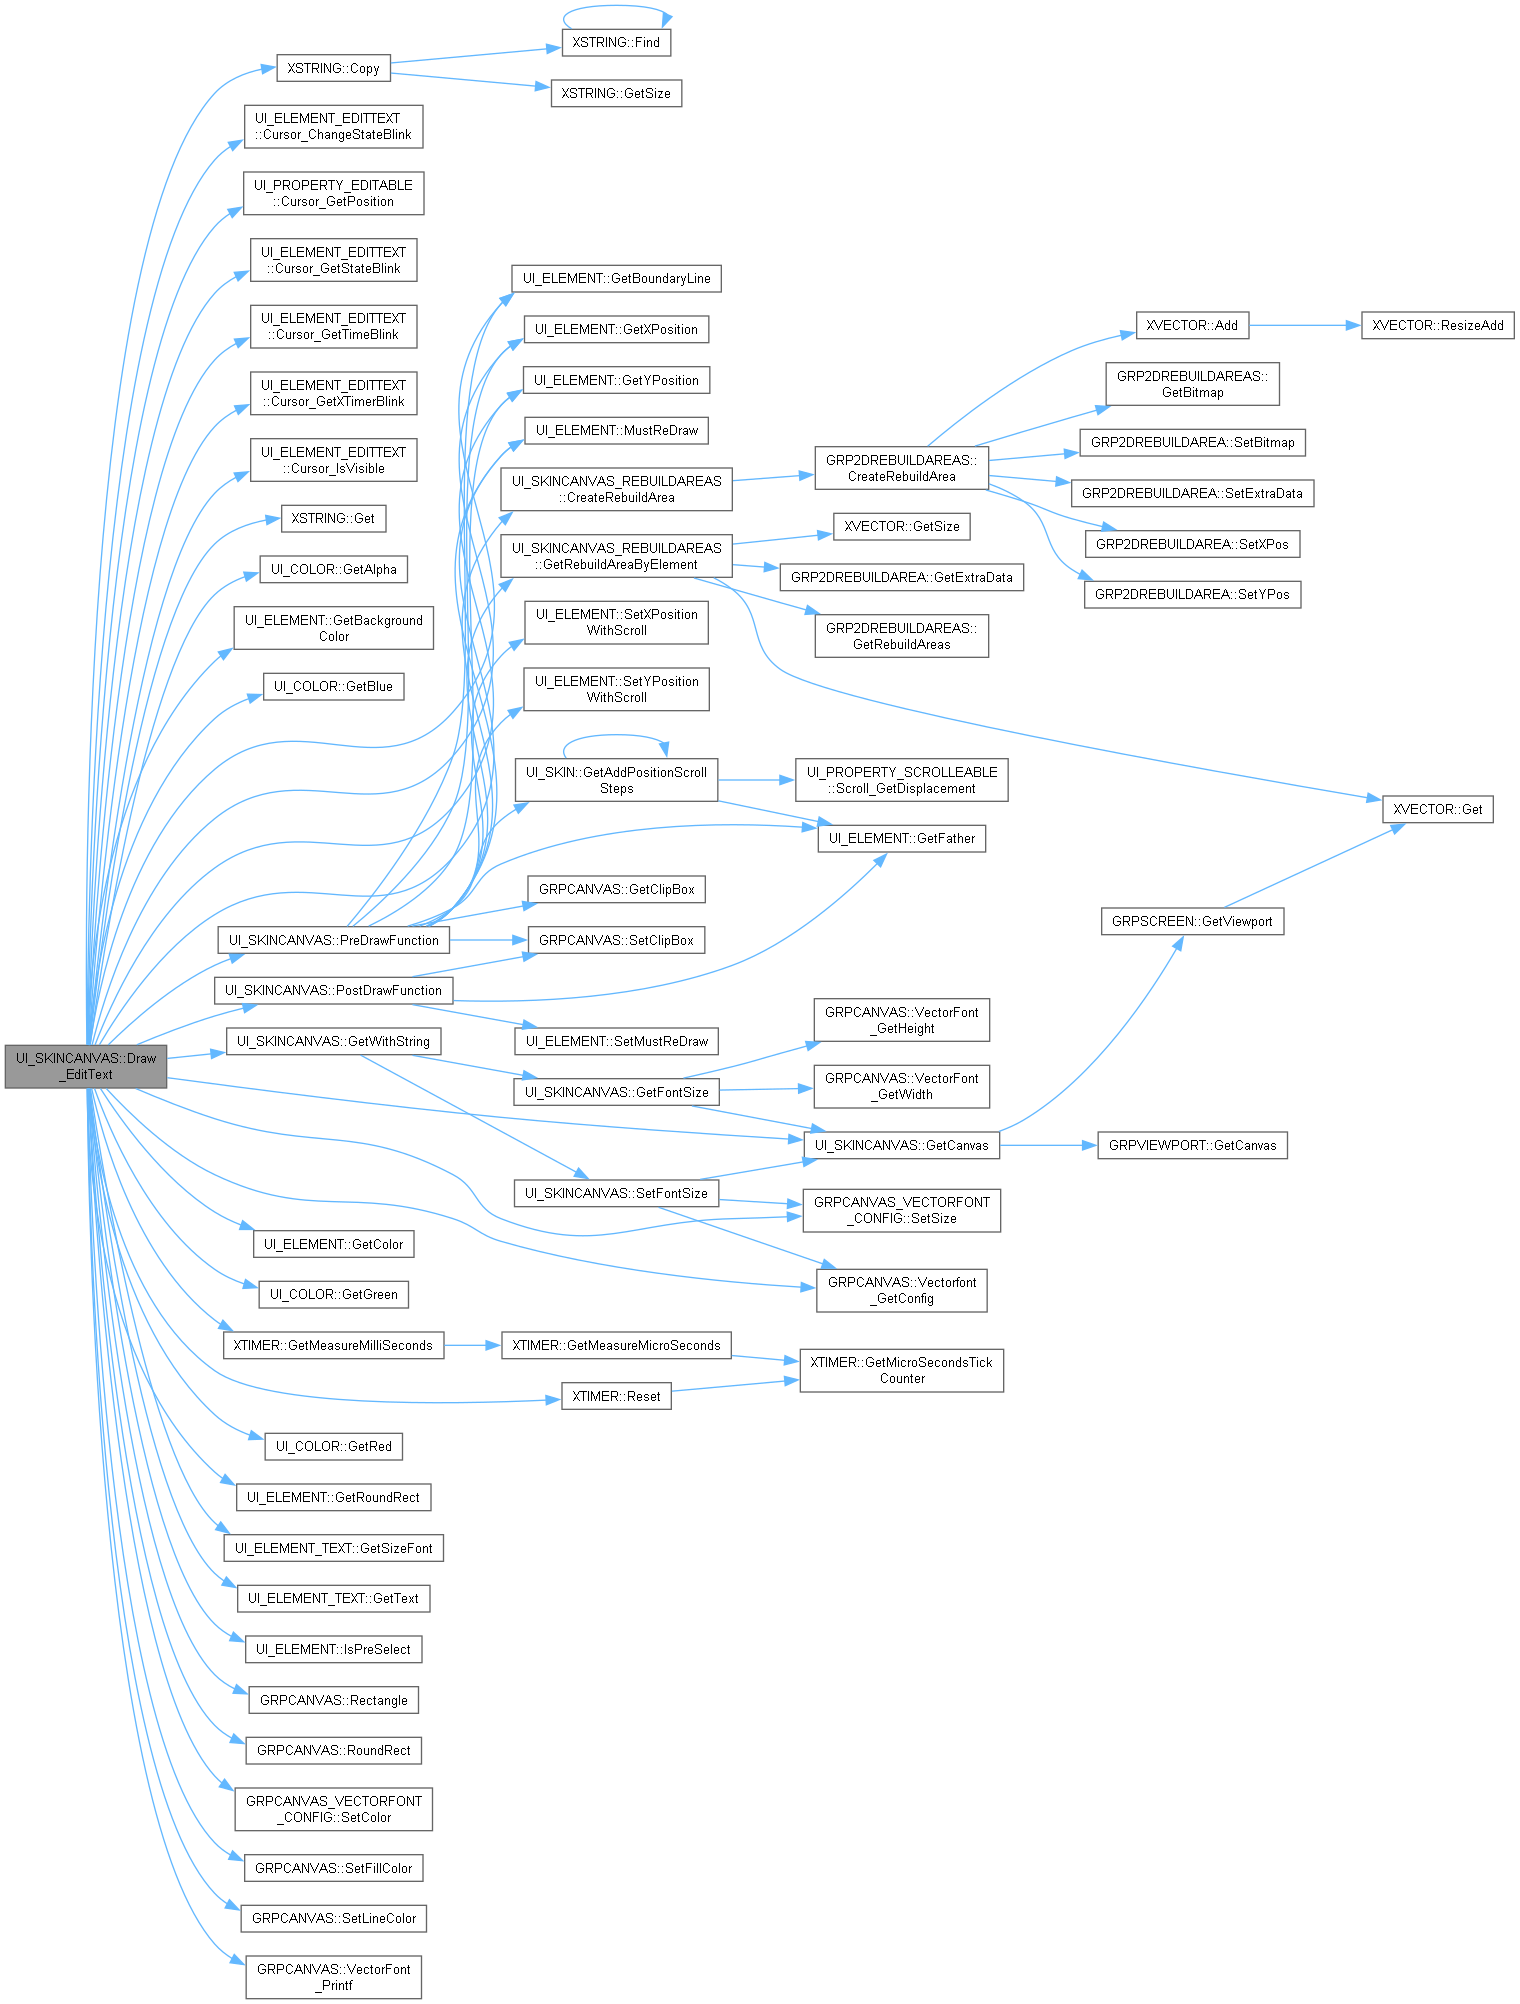 UI_SKINCANVAS::Draw
_EditText
XSTRING::Copy
UI_ELEMENT_EDITTEXT
::Cursor_ChangeStateBlink
UI_PROPERTY_EDITABLE
::Cursor_GetPosition
UI_ELEMENT_EDITTEXT
::Cursor_GetStateBlink
UI_ELEMENT_EDITTEXT
::Cursor_GetTimeBlink
UI_ELEMENT_EDITTEXT
::Cursor_GetXTimerBlink
UI_ELEMENT_EDITTEXT
::Cursor_IsVisible
XSTRING::Get
UI_COLOR::GetAlpha
UI_ELEMENT::GetBackground
Color
UI_COLOR::GetBlue
UI_SKINCANVAS::PreDrawFunction
UI_SKINCANVAS::PostDrawFunction
UI_SKINCANVAS::GetWithString
UI_ELEMENT::GetColor
UI_COLOR::GetGreen
XTIMER::GetMeasureMilliSeconds
UI_COLOR::GetRed
UI_ELEMENT::GetRoundRect
UI_ELEMENT_TEXT::GetSizeFont
UI_ELEMENT_TEXT::GetText
UI_ELEMENT::IsPreSelect
GRPCANVAS::Rectangle
GRPCANVAS::RoundRect
GRPCANVAS_VECTORFONT
_CONFIG::SetColor
GRPCANVAS::SetFillColor
GRPCANVAS::SetLineColor
GRPCANVAS::VectorFont
_Printf
XSTRING::Find
XSTRING::GetSize
UI_ELEMENT::GetBoundaryLine
UI_ELEMENT::GetXPosition
UI_ELEMENT::GetYPosition
UI_ELEMENT::MustReDraw
UI_SKINCANVAS_REBUILDAREAS
::CreateRebuildArea
UI_SKINCANVAS_REBUILDAREAS
::GetRebuildAreaByElement
UI_ELEMENT::SetXPosition
WithScroll
UI_ELEMENT::SetYPosition
WithScroll
UI_SKIN::GetAddPositionScroll
Steps
GRPCANVAS::GetClipBox
GRPCANVAS::SetClipBox
UI_ELEMENT::SetMustReDraw
UI_SKINCANVAS::GetFontSize
UI_SKINCANVAS::SetFontSize
XTIMER::GetMeasureMicroSeconds
XTIMER::Reset
GRP2DREBUILDAREAS::
CreateRebuildArea
XVECTOR::GetSize
GRP2DREBUILDAREA::GetExtraData
GRP2DREBUILDAREAS::
GetRebuildAreas
UI_PROPERTY_SCROLLEABLE
::Scroll_GetDisplacement
UI_ELEMENT::GetFather
GRPCANVAS::VectorFont
_GetHeight
GRPCANVAS::VectorFont
_GetWidth
UI_SKINCANVAS::GetCanvas
GRPCANVAS_VECTORFONT
_CONFIG::SetSize
GRPCANVAS::Vectorfont
_GetConfig
XTIMER::GetMicroSecondsTick
Counter
XVECTOR::Add
GRP2DREBUILDAREAS::
GetBitmap
GRP2DREBUILDAREA::SetBitmap
GRP2DREBUILDAREA::SetExtraData
GRP2DREBUILDAREA::SetXPos
GRP2DREBUILDAREA::SetYPos
GRPSCREEN::GetViewport
GRPVIEWPORT::GetCanvas
XVECTOR::ResizeAdd
XVECTOR::Get